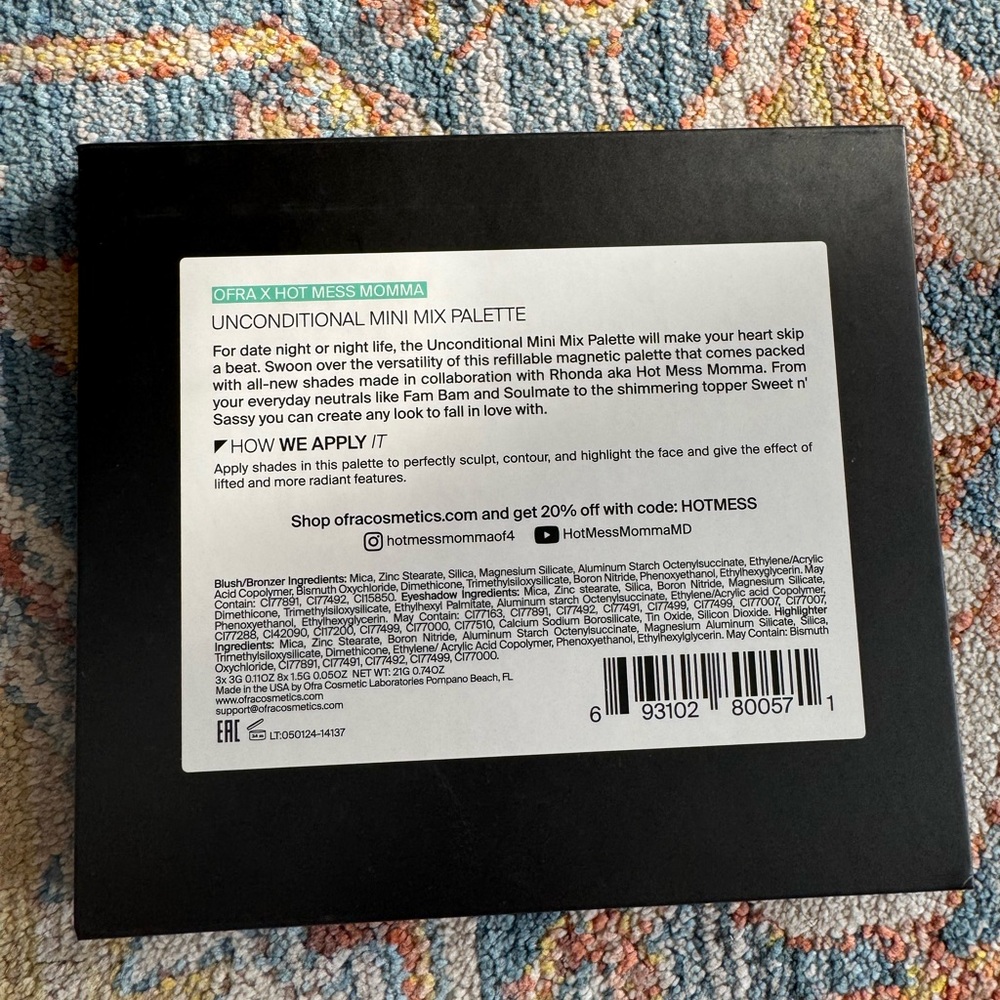 OFRA X HOT MESS MOMMA
UNCONDITIONAL MINI MIX PALETTE
For date night or night life, the Unconditional Mini Mix Palette will make your heart skip
a beat. Swoon over the versatility of this refillable magnetic palette that comes packed
with all-new shades made in collaboration with Rhonda aka Hot Mess Momma. From
your everyday neutrals like Fam Bam and Soulmate to the shimmering topper Sweet n'
Sassy you can create any look to fall in love with.
HOW WE APPLY IT
Apply shades in this palette to perfectly sculpt, contour, and highlight the face and give the effect of
lifted and more radiant features.
Shop ofracosmetics.com and get 20% off with code: HOTMESS
hotmessmommaof4 HotMessMommaMD
Blush/Bronzer Ingredients: Mica, Zinc Stearate, Silica, Magnesium Silicate, Aluminum Starch Octenylsuccinate, Ethylene/Acrylic
Acid Copolymer, Bismuth Oxychloride, Dimethicone, Trimethylsiloxysilicate, Boron Nitride, Phenoxyethanol, Ethylhexyglycerin. May
Contain: CI77891, CI77492, CI15850. Eyeshadow Ingredients: Mica, Zinc stearate, Silica, Boron Nitride, Magnesium Silicate,
Dimethicone, Trimethylsiloxysilicate, Ethylhexyl Palmitate, Aluminum starch Octenylsuccinate, Ethylene/Acrylic acid Copolymer,
Phenoxyethanol, Ethylhexyglycerin. May Contain: CI77163, CI77891, CI77492, CI77491, CI77499, CI77499, CI77007, CI77007,
CI77288, CI42090, CI17200, CI77499, CI77000, CI77510, Calcium Sodium Borosilicate, Tin Oxide, Silicon Dioxide. Highlighter
Ingredients: Mica, Zinc Stearate, Boron Nitride, Aluminum Starch Octenylsuccinate, Magnesium Aluminum Silicate, Silica,
Trimethylsiloxysilicate, Dimethicone, Ethylene/ Acrylic Acid Copolymer, Phenoxyethanol, Ethylhexyglycerin. May Contain: Bismuth
Oxychloride, CI77891, CI77491, CI77492, CI77499, CI77000.
3x 3G 0.11OZ 8x 1.5G 0.05OZ NET WT: 21G 0.74OZ
Made in the USA by Ofra Cosmetic Laboratories Pompano Beach, FL
www.ofracosmetics.com
support@ofracosmetics.com
EAC 24 m LT:050124-14137
6 93102 80057 1